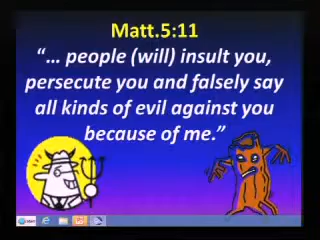 Matt.5:11
“… people (will) insult you,
persecute you and falsely say
all kinds of evil against you
because of me.”